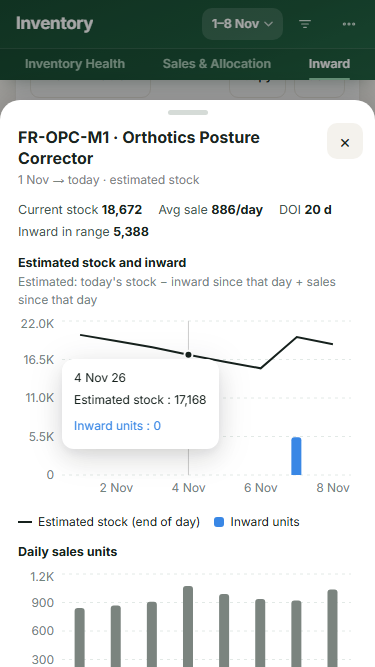 Inventory
1–8 Nov
Inventory Health
Sales & Allocation
Inward
FR-OPC-M1 · Orthotics Posture
Corrector
×
1 Nov → today · estimated stock
Current stock 18,672 Avg sale 886/day DOI 20 d
Inward in range 5,388
Estimated stock and inward
Estimated: today's stock − inward since that day + sales
since that day
22.0K
16.5K
11.0K
5.5K
0
4 Nov 26
Estimated stock : 17,168
Inward units : 0
2 Nov 4 Nov 6 Nov 8 Nov
Estimated stock (end of day) Inward units
Daily sales units
1.2K
900
600
300